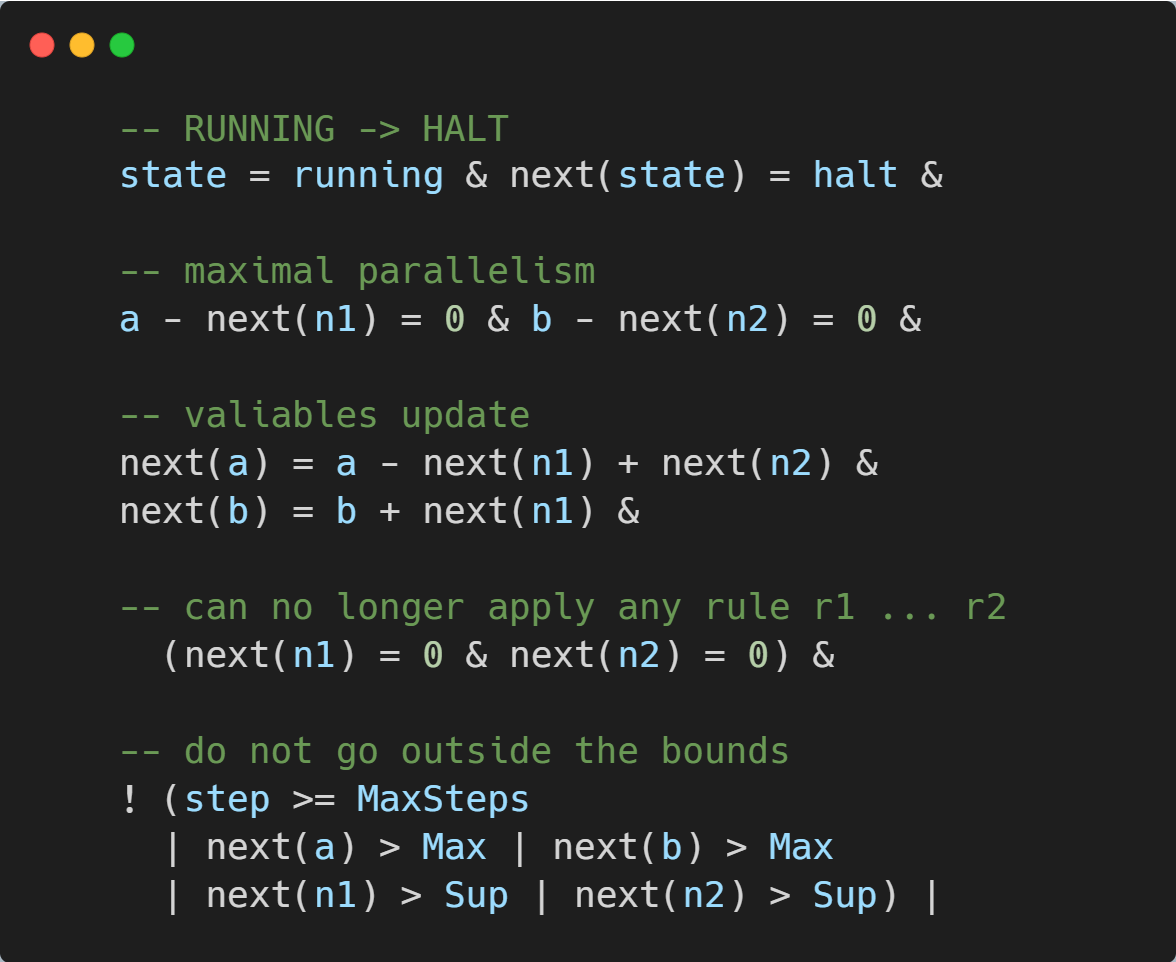 -- RUNNING -> HALT
state = running & next(state) = halt &
-- maximal parallelism
a - next(n1) = 0 & b - next(n2) = 0 &
-- valiables update
next(a) = a - next(n1) + next(n2) &
next(b) = b + next(n1) &
-- can no longer apply any rule r1 ... r2
(next(n1) = 0 & next(n2) = 0) &
-- do not go outside the bounds
! (step >= MaxSteps
| next(a) > Max | next(b) > Max
| next(n1) > Sup | next(n2) > Sup) |